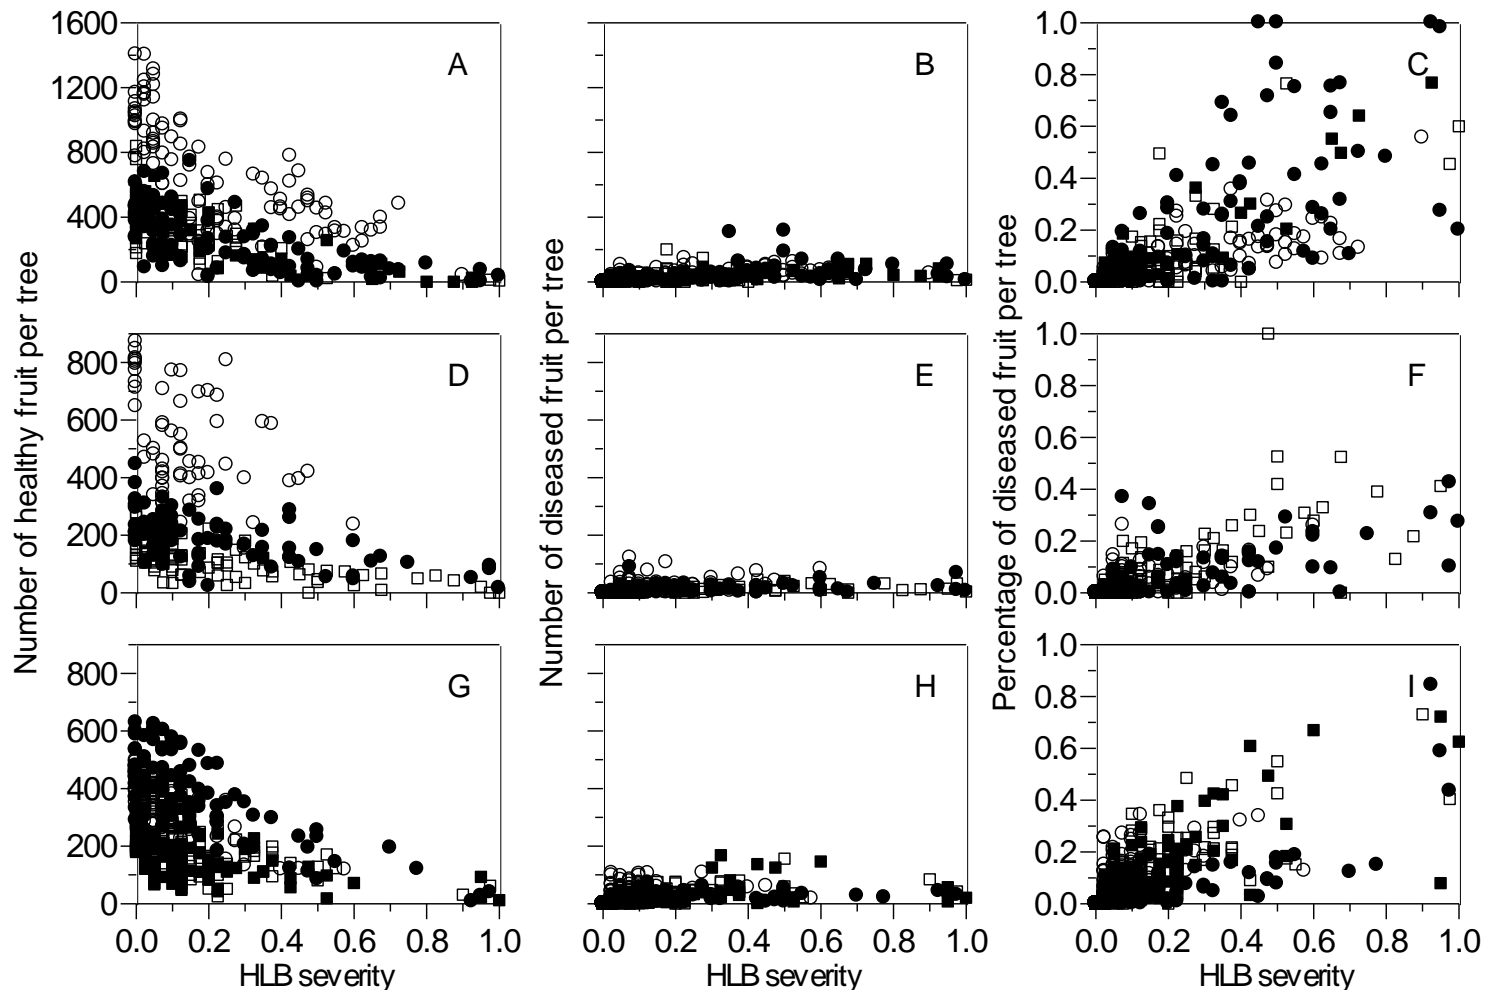 1600
1200
800
400
0
A
B
1.0
0.8
0.6
0.4
0.2
0.0
C
800
600
400
200
0
D
E
1.0
0.8
0.6
0.4
0.2
0.0
F
800
600
400
200
0
G
H
1.0
0.8
0.6
0.4
0.2
0.0
I
Number of healthy fruit per tree
Number of diseased fruit per tree
Percentage of diseased fruit per tree
0.0 0.2 0.4 0.6 0.8 1.0
0.0 0.2 0.4 0.6 0.8 1.0
0.0 0.2 0.4 0.6 0.8 1.0
HLB severity
HLB severity
HLB severity